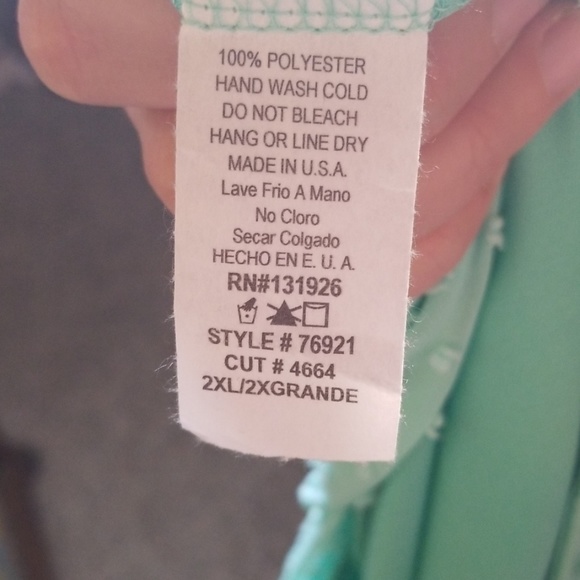 100% POLYESTER
HAND WASH COLD
DO NOT BLEACH
HANG OR LINE DRY
MADE IN U.S.A.
Lave Frio A Mano
No Cloro
Secar Colgado
HECHO EN E. U. A.
RN#131926
STYLE # 76921
CUT # 4664
2XL/2XGRANDE